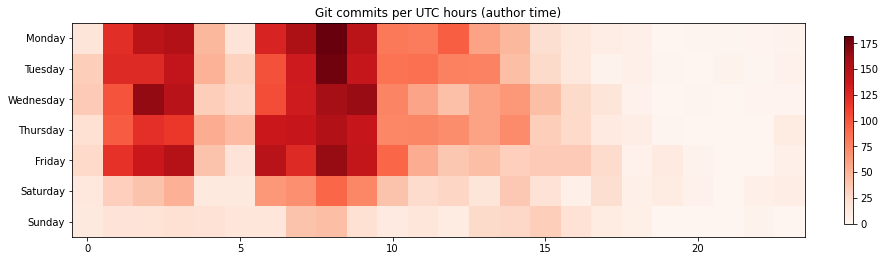 Git commits per UTC hours (author time)
Monday
Tuesday
Wednesday
Thursday
Friday
Saturday
Sunday
0 5 10 15 20
175
150
125
100
75
50
25
0